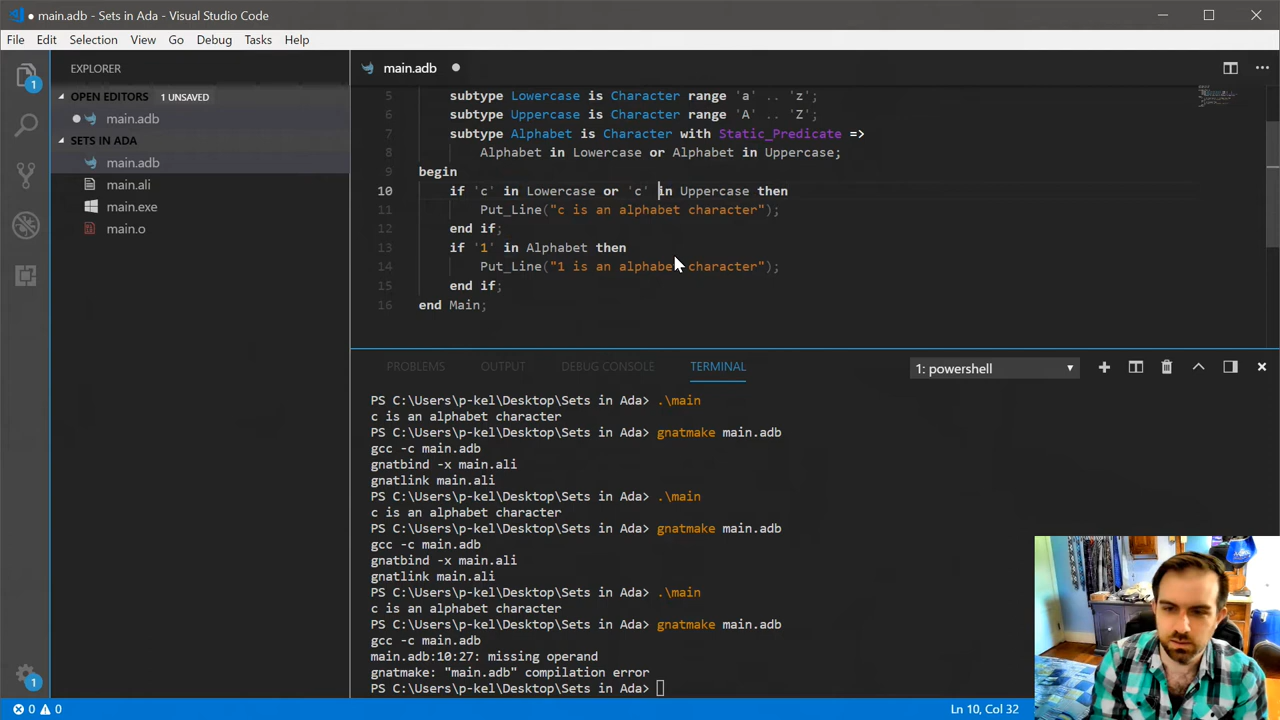 ● main.adb - Sets in Ada - Visual Studio Code
File Edit Selection View Go Debug Tasks Help
EXPLORER
OPEN EDITORS 1 UNSAVED
main.adb
SETS IN ADA
main.adb
main.ali
main.exe
main.o
1
1
main.adb
5 subtype Lowercase is Character range 'a' .. 'z';
6 subtype Uppercase is Character range 'A' .. 'Z';
7 subtype Alphabet is Character with Static_Predicate =>
8 Alphabet in Lowercase or Alphabet in Uppercase;
9 begin
10 if 'c' in Lowercase or 'c' in Uppercase then
11 Put_Line("c is an alphabet character");
12 end if;
13 if '1' in Alphabet then
14 Put_Line("1 is an alphabet character");
15 end if;
16 end Main;
PROBLEMS OUTPUT DEBUG CONSOLE TERMINAL 1: powershell
PS C:\Users\p-kel\Desktop\Sets in Ada> .\main
c is an alphabet character
PS C:\Users\p-kel\Desktop\Sets in Ada> gnatmake main.adb
gcc -c main.adb
gnatbind -x main.ali
gnatlink main.ali
PS C:\Users\p-kel\Desktop\Sets in Ada> .\main
c is an alphabet character
PS C:\Users\p-kel\Desktop\Sets in Ada> gnatmake main.adb
gcc -c main.adb
gnatbind -x main.ali
gnatlink main.ali
PS C:\Users\p-kel\Desktop\Sets in Ada> .\main
c is an alphabet character
PS C:\Users\p-kel\Desktop\Sets in Ada> gnatmake main.adb
gcc -c main.adb
main.adb:10:27: missing operand
gnatmake: "main.adb" compilation error
PS C:\Users\p-kel\Desktop\Sets in Ada>
0 0 Ln 10, Col 32